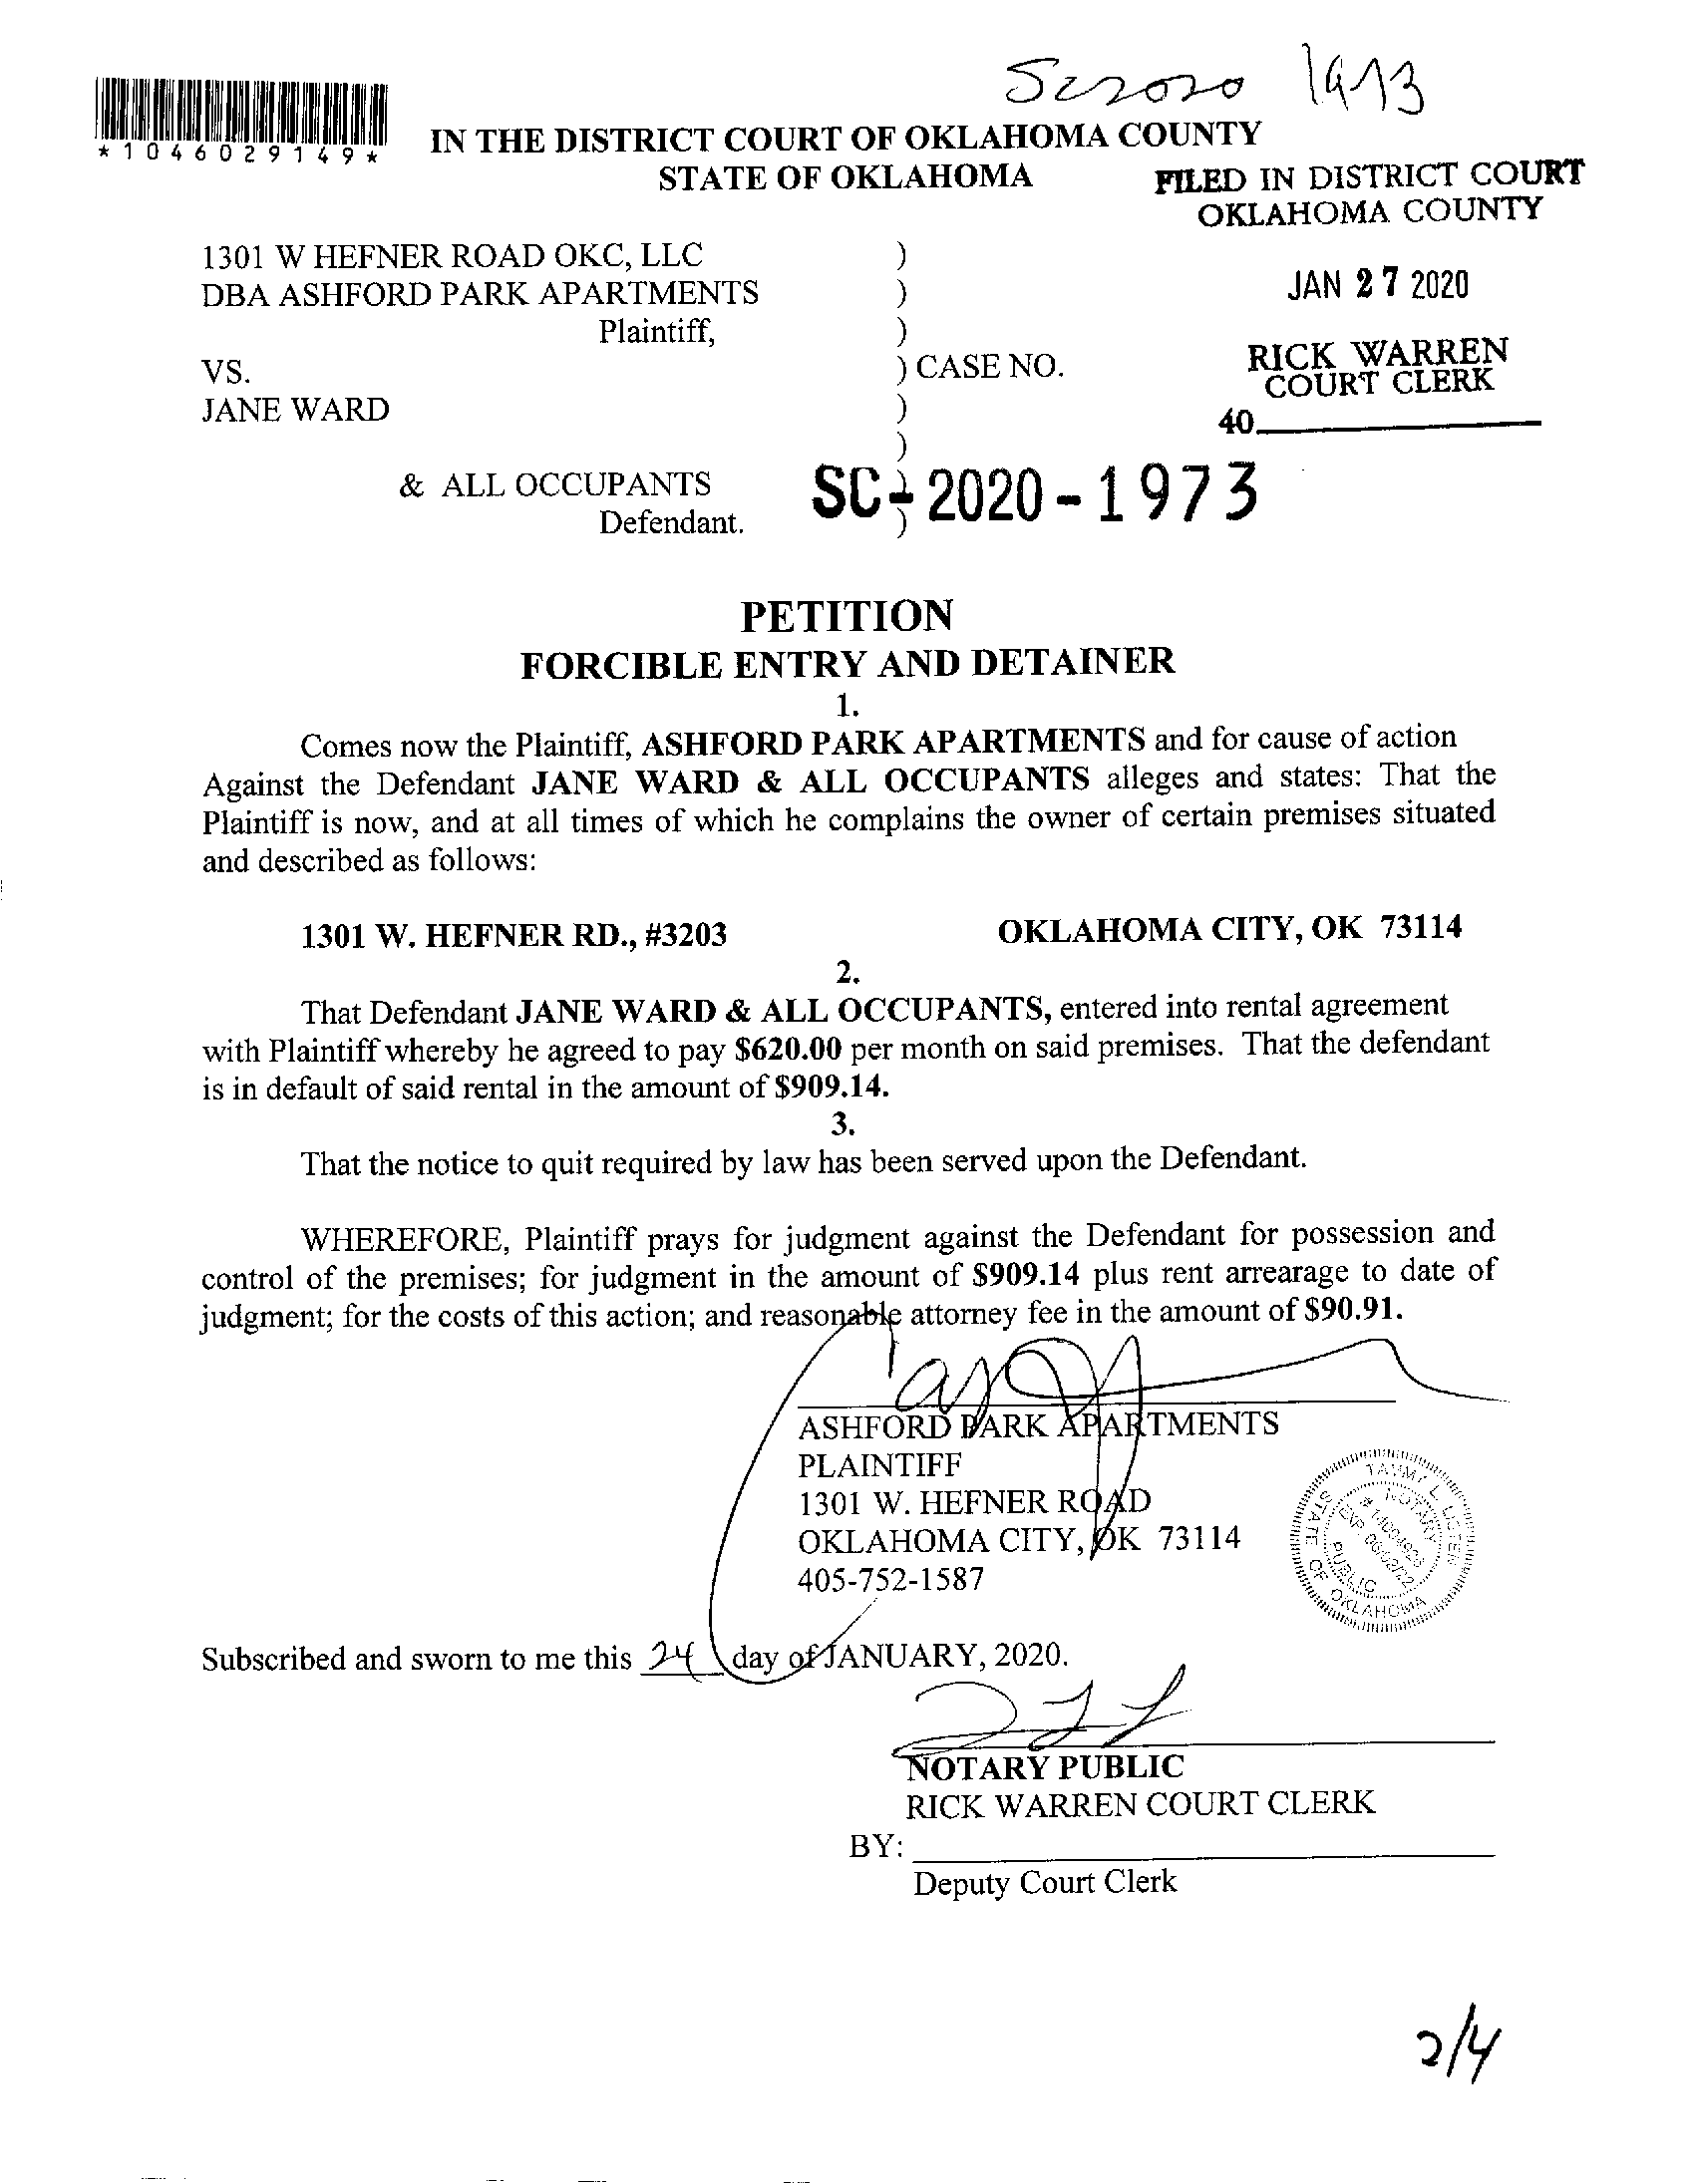 SC2020 1973
*1046029149*
IN THE DISTRICT COURT OF OKLAHOMA COUNTY
STATE OF OKLAHOMA
FILED IN DISTRICT COURT
OKLAHOMA COUNTY
JAN 27 2020
RICK WARREN
COURT CLERK
40
1301 W HEFNER ROAD OKC, LLC )
DBA ASHFORD PARK APARTMENTS )
Plaintiff, )
VS. ) CASE NO.
JANE WARD )
)
& ALL OCCUPANTS ) SC-2020-1973
Defendant. )
PETITION
FORCIBLE ENTRY AND DETAINER
1.
Comes now the Plaintiff, ASHFORD PARK APARTMENTS and for cause of action
Against the Defendant JANE WARD & ALL OCCUPANTS alleges and states: That the
Plaintiff is now, and at all times of which he complains the owner of certain premises situated
and described as follows:
1301 W. HEFNER RD., #3203 OKLAHOMA CITY, OK 73114
2.
That Defendant JANE WARD & ALL OCCUPANTS, entered into rental agreement
with Plaintiff whereby he agreed to pay $620.00 per month on said premises. That the defendant
is in default of said rental in the amount of $909.14.
3.
That the notice to quit required by law has been served upon the Defendant.
WHEREFORE, Plaintiff prays for judgment against the Defendant for possession and
control of the premises; for judgment in the amount of $909.14 plus rent arrearage to date of
judgment; for the costs of this action; and reasonable attorney fee in the amount of $90.91.
ASHFORD PARK APARTMENTS
PLAINTIFF
1301 W. HEFNER ROAD
OKLAHOMA CITY, OK 73114
405-752-1587
TAMMY L
NOTARY
PUBLIC
STATE OF OKLAHOMA
Subscribed and sworn to me this 24 day of JANUARY, 2020.
NOTARY PUBLIC
RICK WARREN COURT CLERK
BY:
Deputy Court Clerk
2/4